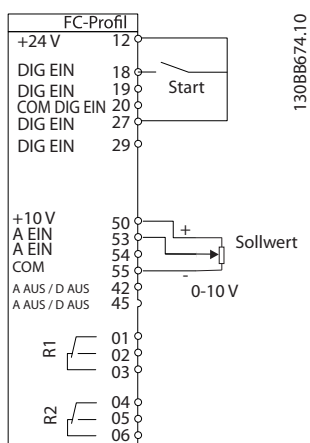 FC-Profil
+24 V 12
DIG EIN 18
DIG EIN 19
COM DIG EIN 20
DIG EIN 27
DIG EIN 29
Start
+10 V 50
A EIN 53
A EIN 54
COM 55
A AUS / D AUS 42
A AUS / D AUS 45
+
Sollwert
-
0-10 V
R1
01
02
03
R2
04
05
06
130BB674.10